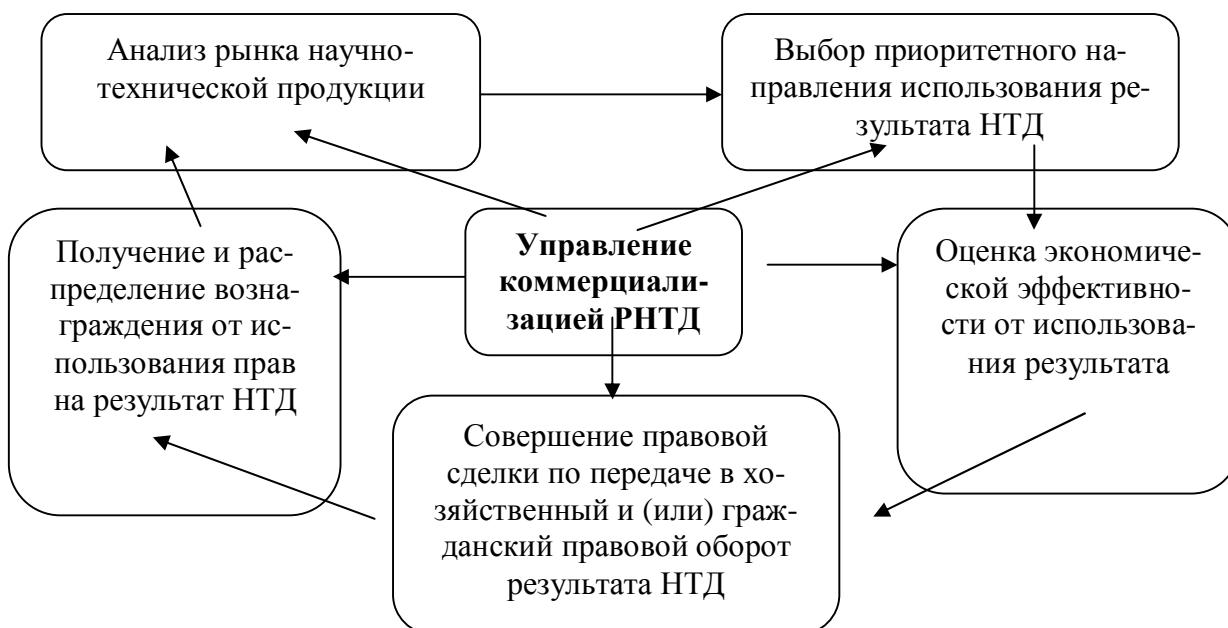 Анализ рынка научно-
технической продукции
Выбор приоритетного на-
правления использования ре-
зультата НТД
Получение и рас-
пределение возна-
граждения от ис-
пользования прав
на результат НТД
Управление
коммерциали-
зацией РНТД
Оценка экономиче-
ской эффективно-
сти от использова-
ния результата
Совершение правовой
сделки по передаче в хо-
зяйственный и (или) граж-
данский правовой оборот
результата НТД